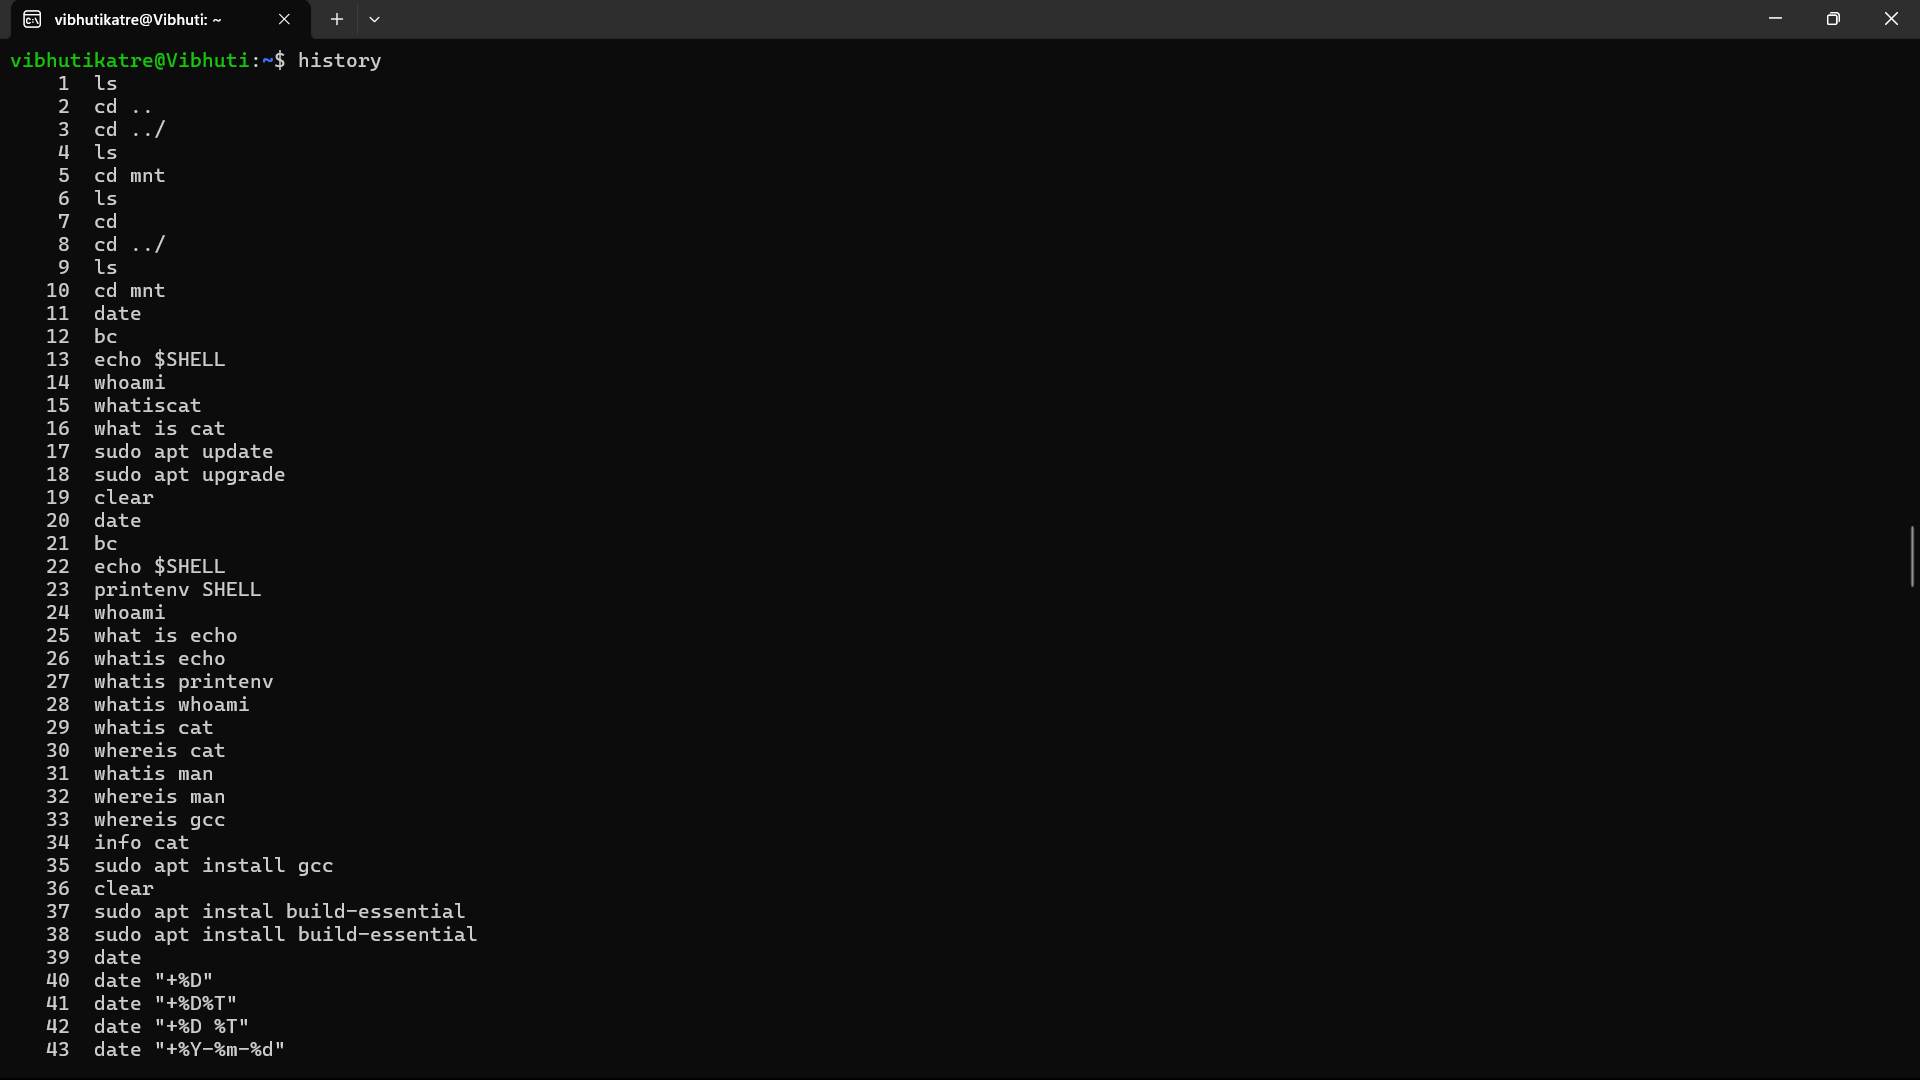 vibhutikatre@Vibhuti: ~
vibhutikatre@Vibhuti:~$ history
1 ls
2 cd ..
3 cd ../
4 ls
5 cd mnt
6 ls
7 cd
8 cd ../
9 ls
10 cd mnt
11 date
12 bc
13 echo $SHELL
14 whoami
15 whatiscat
16 what is cat
17 sudo apt update
18 sudo apt upgrade
19 clear
20 date
21 bc
22 echo $SHELL
23 printenv SHELL
24 whoami
25 what is echo
26 whatis echo
27 whatis printenv
28 whatis whoami
29 whatis cat
30 whereis cat
31 whatis man
32 whereis man
33 whereis gcc
34 info cat
35 sudo apt install gcc
36 clear
37 sudo apt instal build-essential
38 sudo apt install build-essential
39 date
40 date "+%D"
41 date "+%D%T"
42 date "+%D %T"
43 date "+%Y-%m-%d"